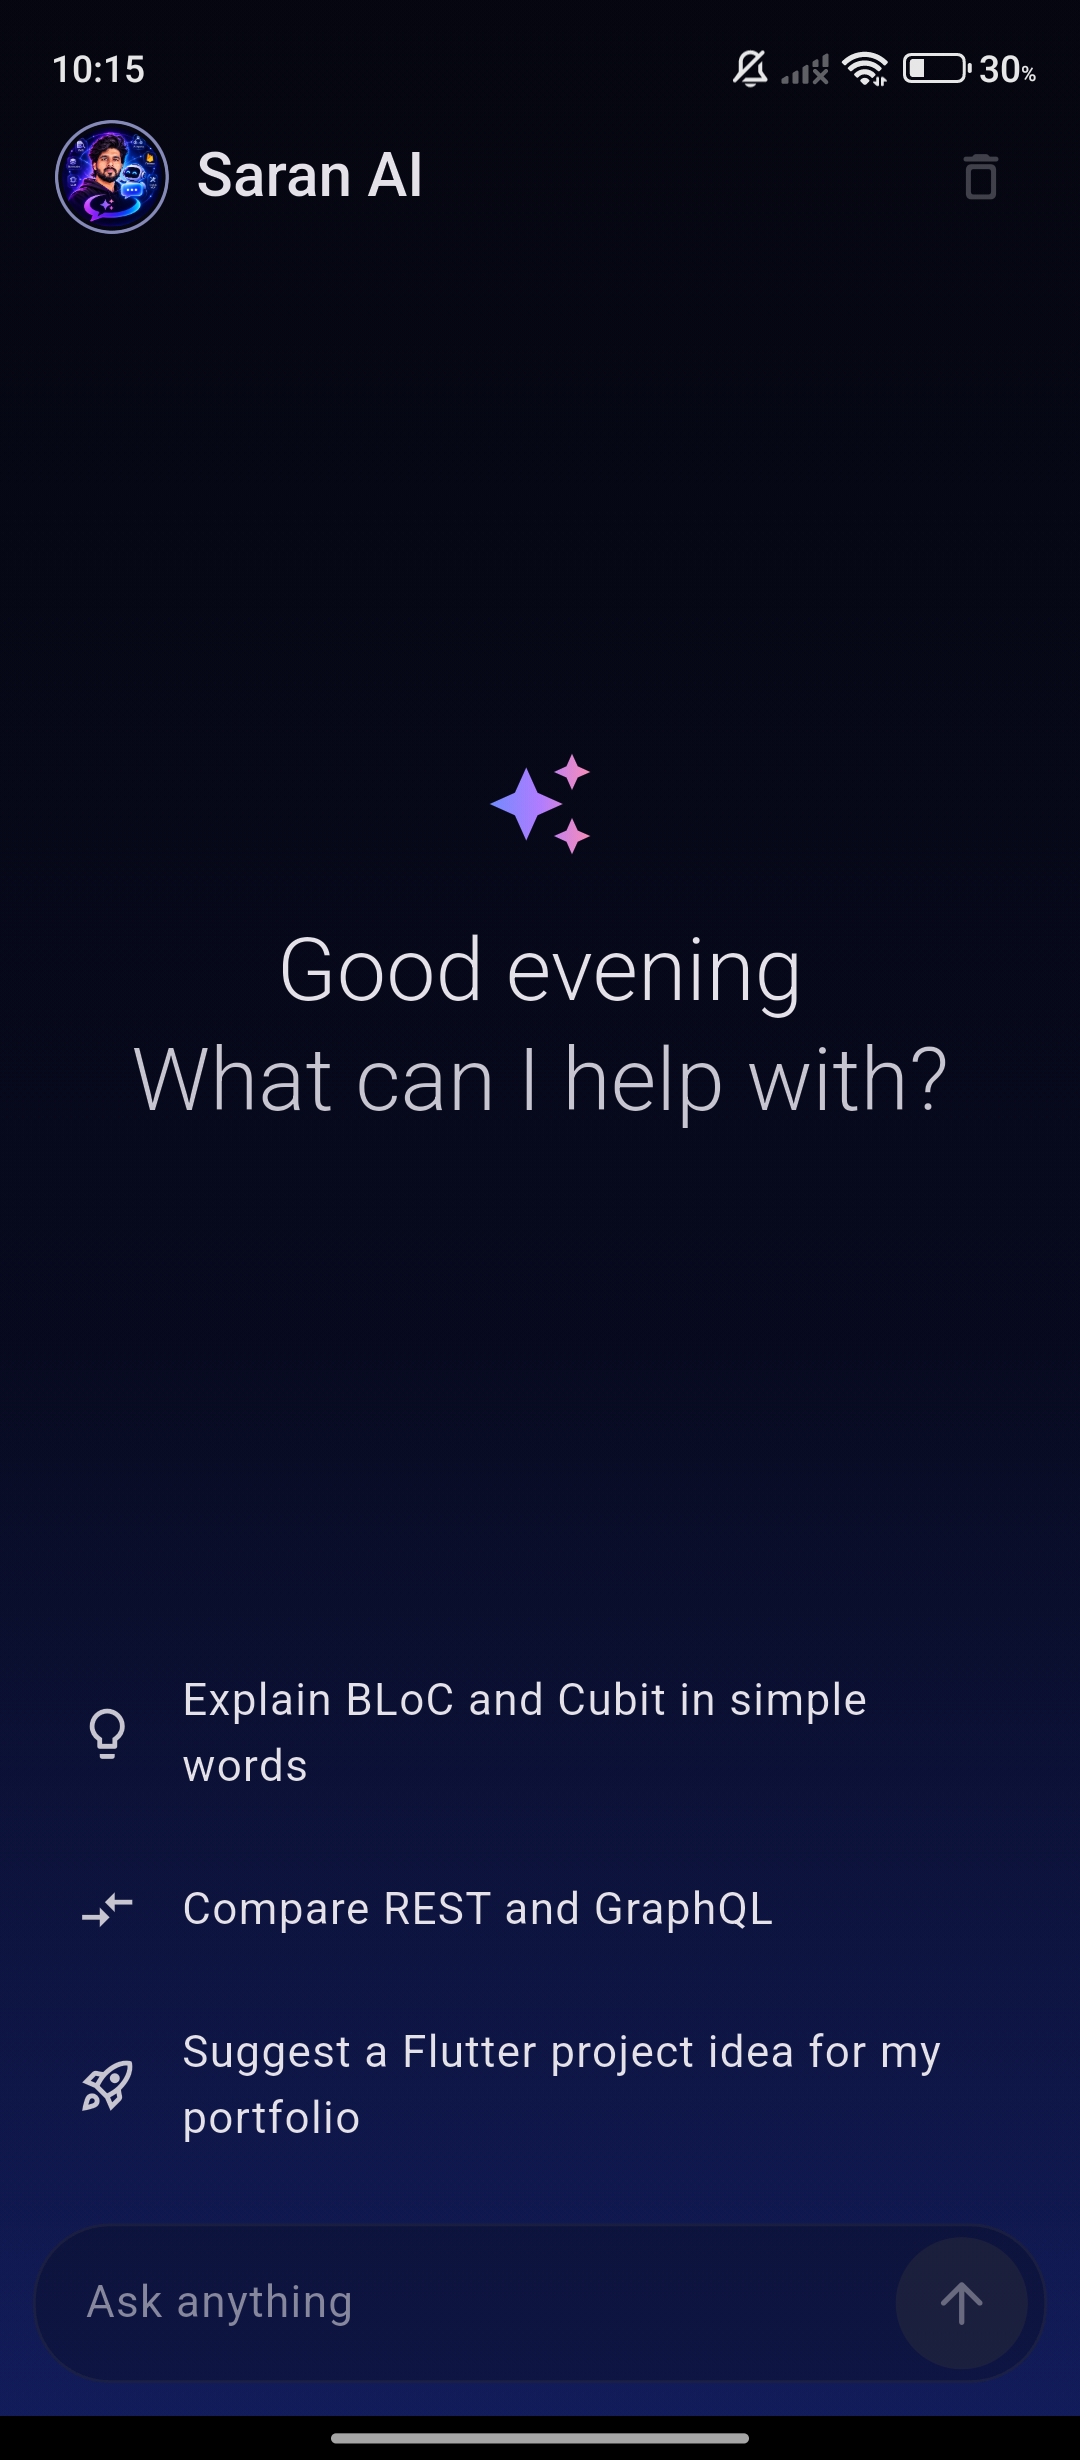 10:15
30%
Saran AI
Good evening
What can I help with?
Explain BLoC and Cubit in simple
words
Compare REST and GraphQL
Suggest a Flutter project idea for my
portfolio
Ask anything